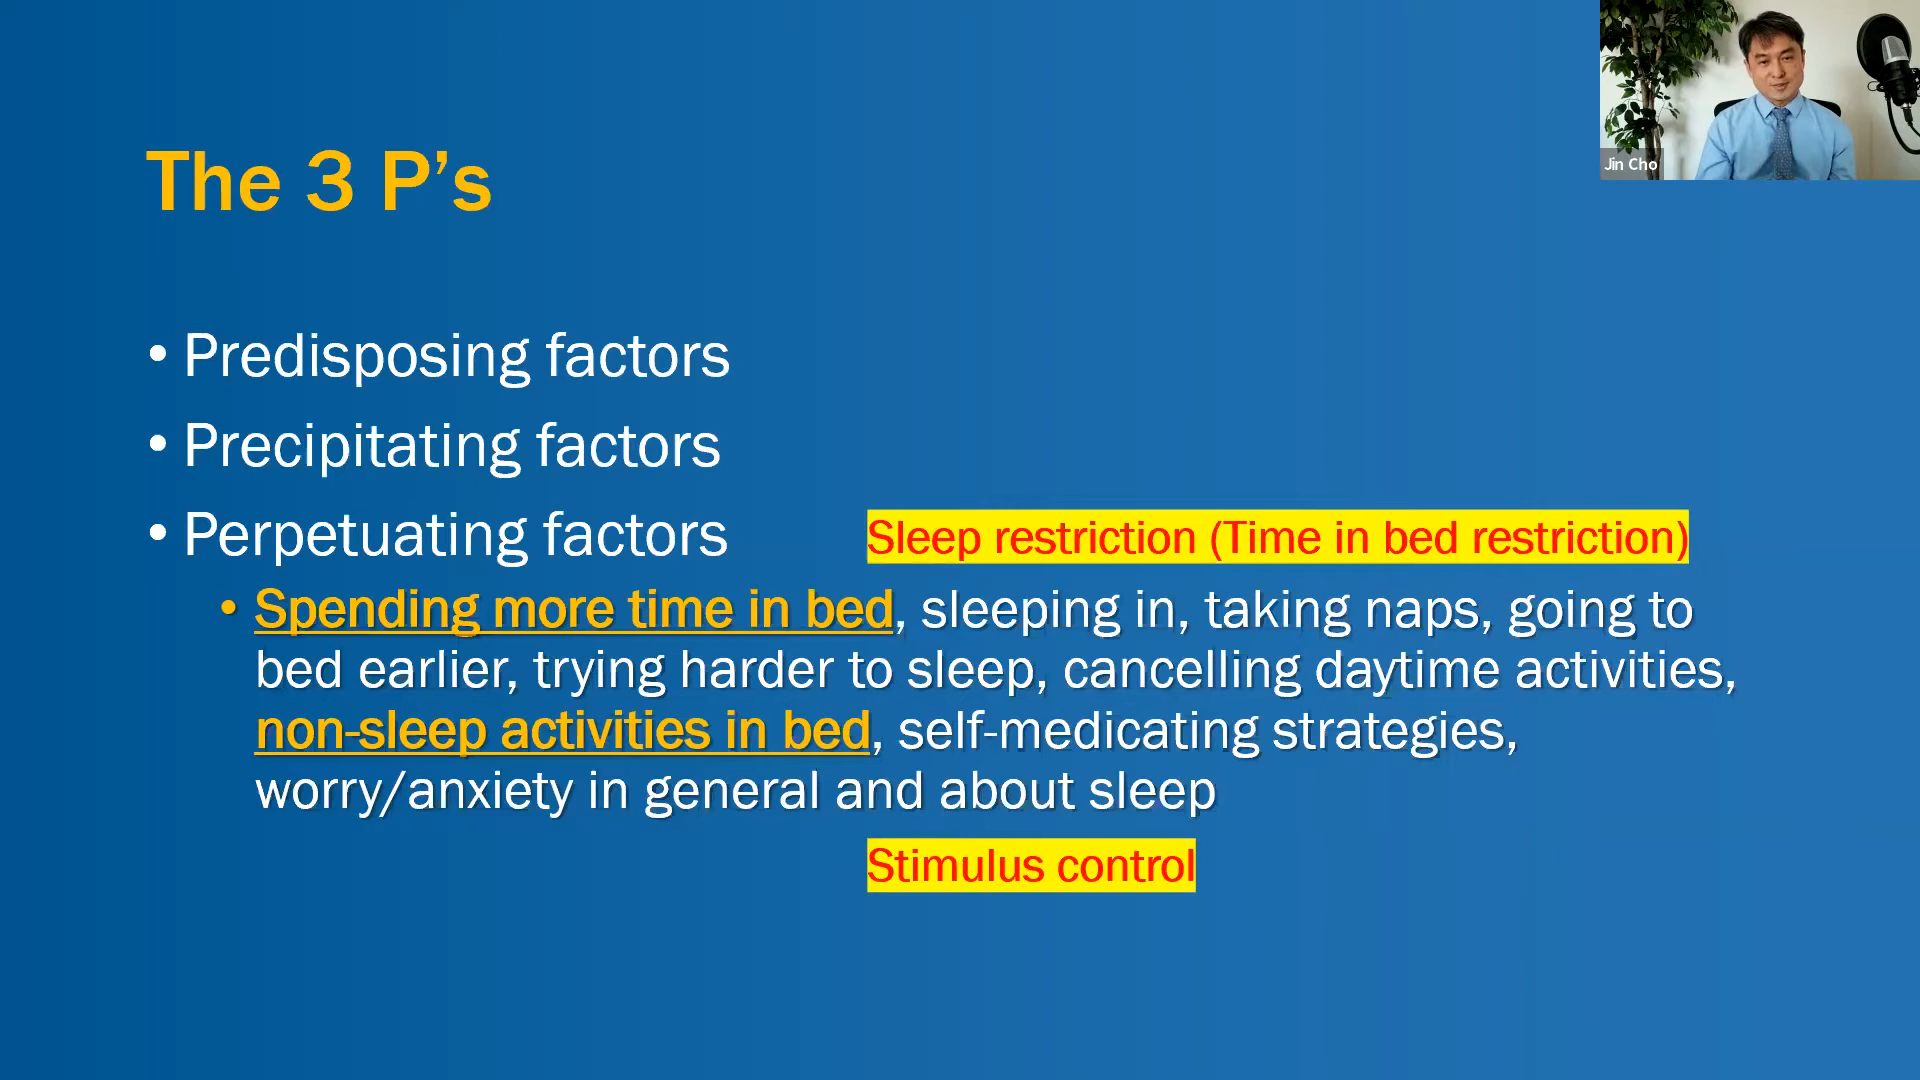 Jin Cho
The 3 P’s
• Predisposing factors
• Precipitating factors
• Perpetuating factors
Sleep restriction (Time in bed restriction)
• Spending more time in bed, sleeping in, taking naps, going to
bed earlier, trying harder to sleep, cancelling daytime activities,
non-sleep activities in bed, self-medicating strategies,
worry/anxiety in general and about sleep
Stimulus control